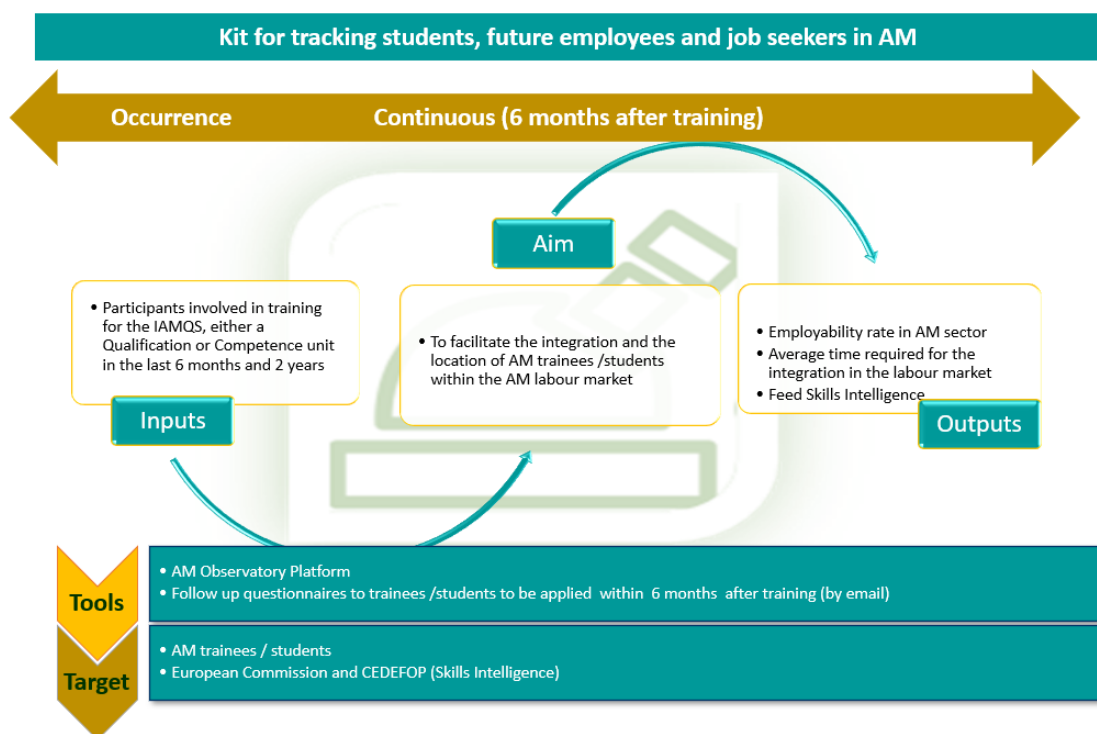 Kit for tracking students, future employees and job seekers in AM
Occurrence Continuous (6 months after training)
Aim
• Participants involved in training
for the IAMQS, either a
Qualification or Competence unit
in the last 6 months and 2 years
Inputs
• To facilitate the integration and the
location of AM trainees /students
within the AM labour market
• Employability rate in AM sector
• Average time required for the
integration in the labour market
• Feed Skills Intelligence
Outputs
Tools
• AM Observatory Platform
• Follow up questionnaires to trainees /students to be applied within 6 months after training (by email)
Target
• AM trainees / students
• European Commission and CEDEFOP (Skills Intelligence)